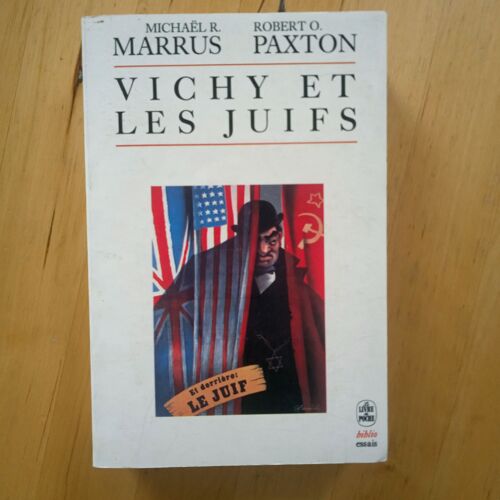 MICHAËL R. ROBERT O.
MARRUS PAXTON
VICHY ET
LES JUIFS
Et derrière:
LE JUIF
LE LIVRE DE POCHE
biblio
essais